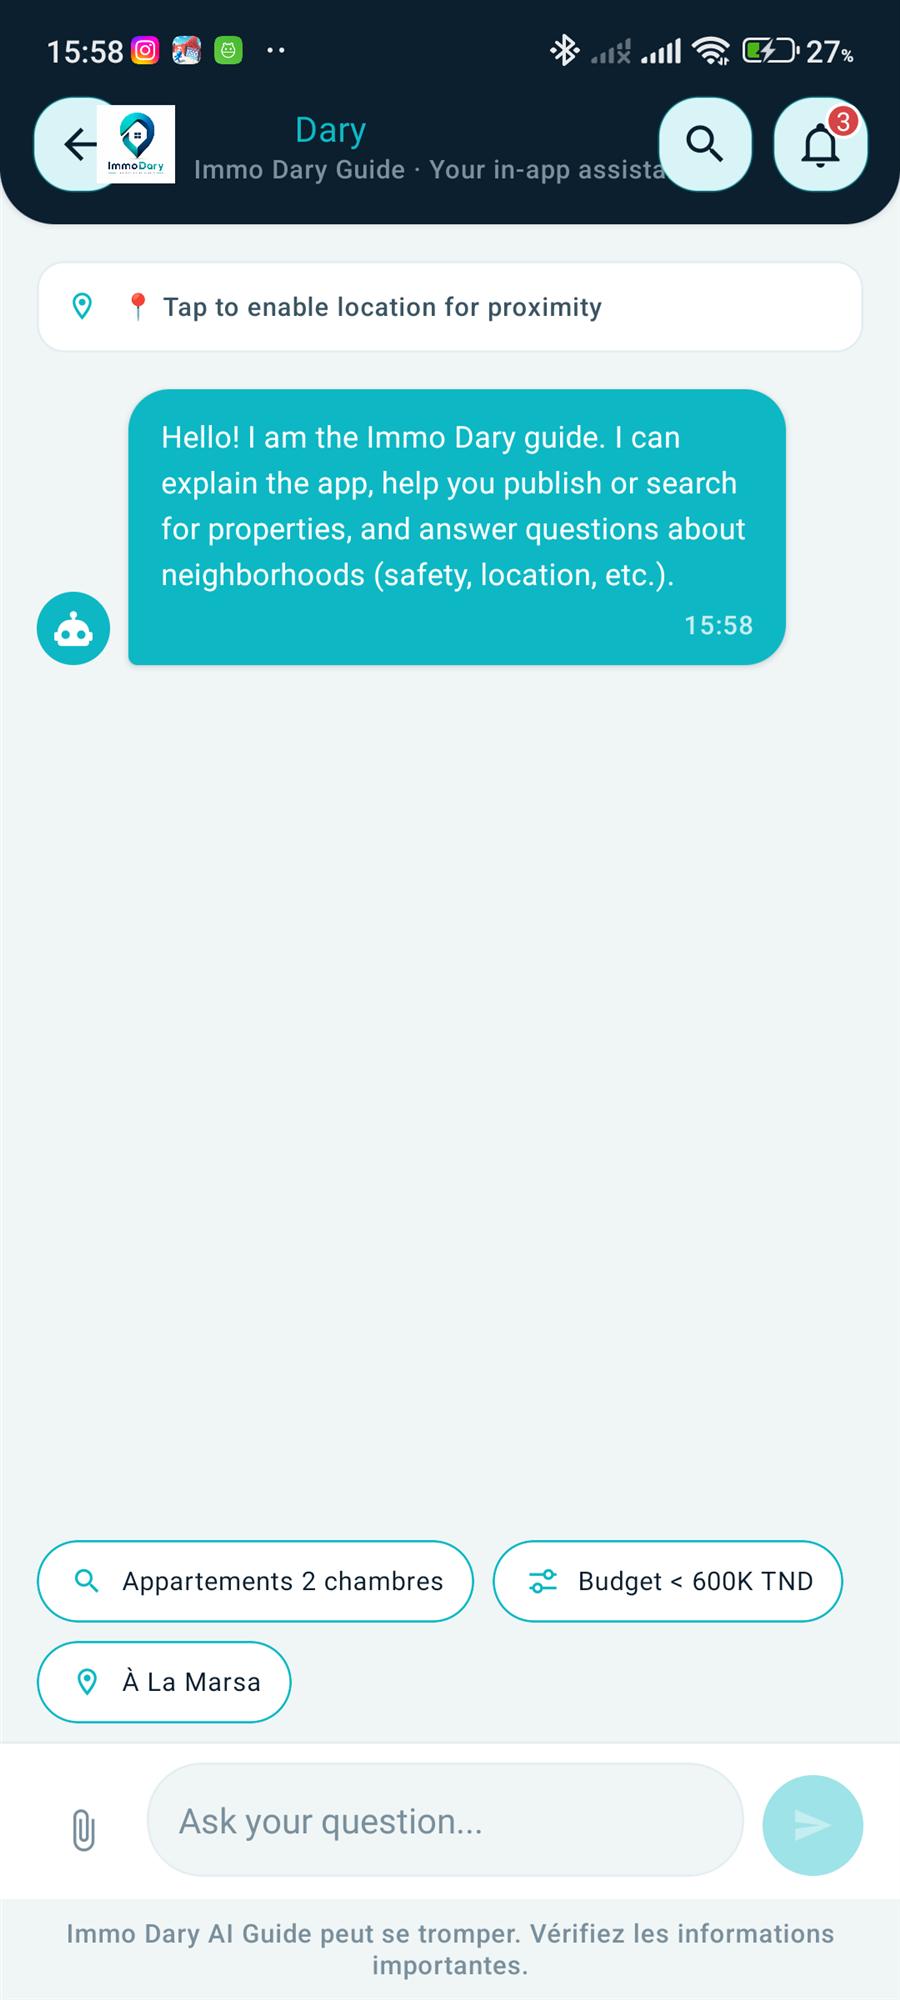 15:58
27%
ImmoDary
Dary
Immo Dary Guide · Your in-app assista
3
Tap to enable location for proximity
Hello! I am the Immo Dary guide. I can
explain the app, help you publish or search
for properties, and answer questions about
neighborhoods (safety, location, etc.).
15:58
Appartements 2 chambres
Budget < 600K TND
À La Marsa
Ask your question...
Immo Dary AI Guide peut se tromper. Vérifiez les informations
importantes.